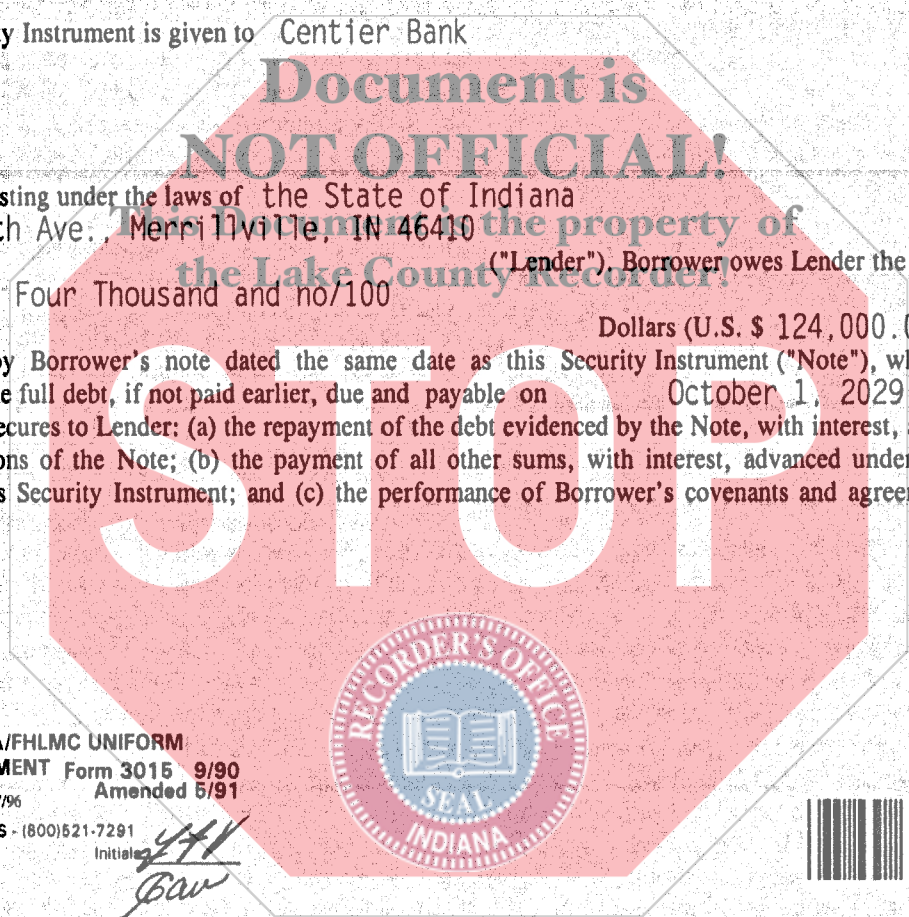 y Instrument is given to Centier Bank
Document is
NOT OFFICIAL!
sting under the laws of the State of Indiana
h Ave., Merrillville, IN 46410
This Document is the property of
("Lender"). Borrower owes Lender the
the Lake County Recorder!
Four Thousand and no/100
Dollars (U.S. $ 124,000.0
by Borrower's note dated the same date as this Security Instrument ("Note"), wh
e full debt, if not paid earlier, due and payable on October 1, 2029
ecures to Lender: (a) the repayment of the debt evidenced by the Note, with interest, a
ons of the Note; (b) the payment of all other sums, with interest, advanced under
s Security Instrument; and (c) the performance of Borrower's covenants and agreem
STOP
RECORDER'S OFFICE
SEAL
INDIANA
A/FHLMC UNIFORM
MENT Form 3015 9/90
Amended 5/91
/96
S - (800)521-7291
Initials